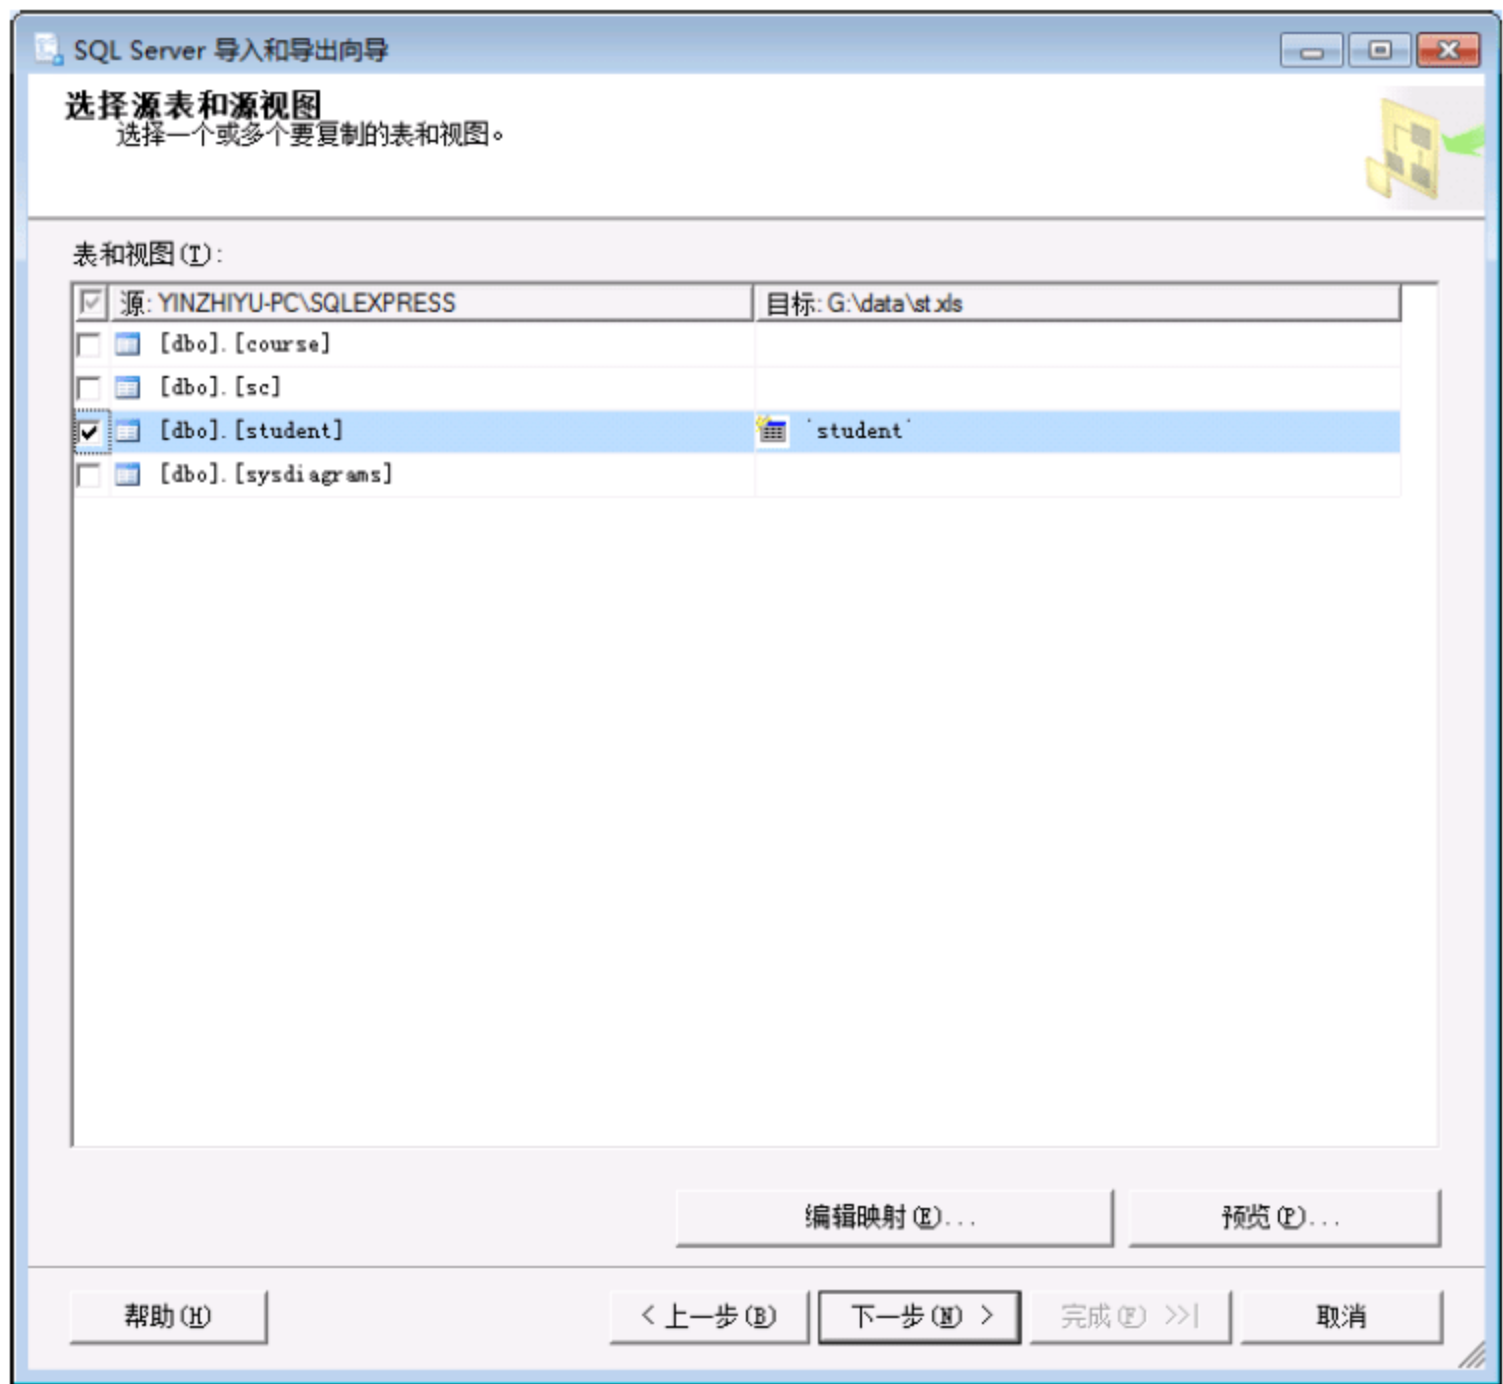 SQL Server 导入和导出向导
选择源表和源视图
选择一个或多个要复制的表和视图。
表和视图(T):
源: YINZHIYU-PC\SQLEXPRESS 目标: G:\data\st.xls
[dbo].[course]
[dbo].[sc]
[dbo].[student] `student`
[dbo].[sysdiagrams]
编辑映射(E)... 预览(P)...
帮助(H) < 上一步(B) 下一步(N) > 完成(F) >>| 取消